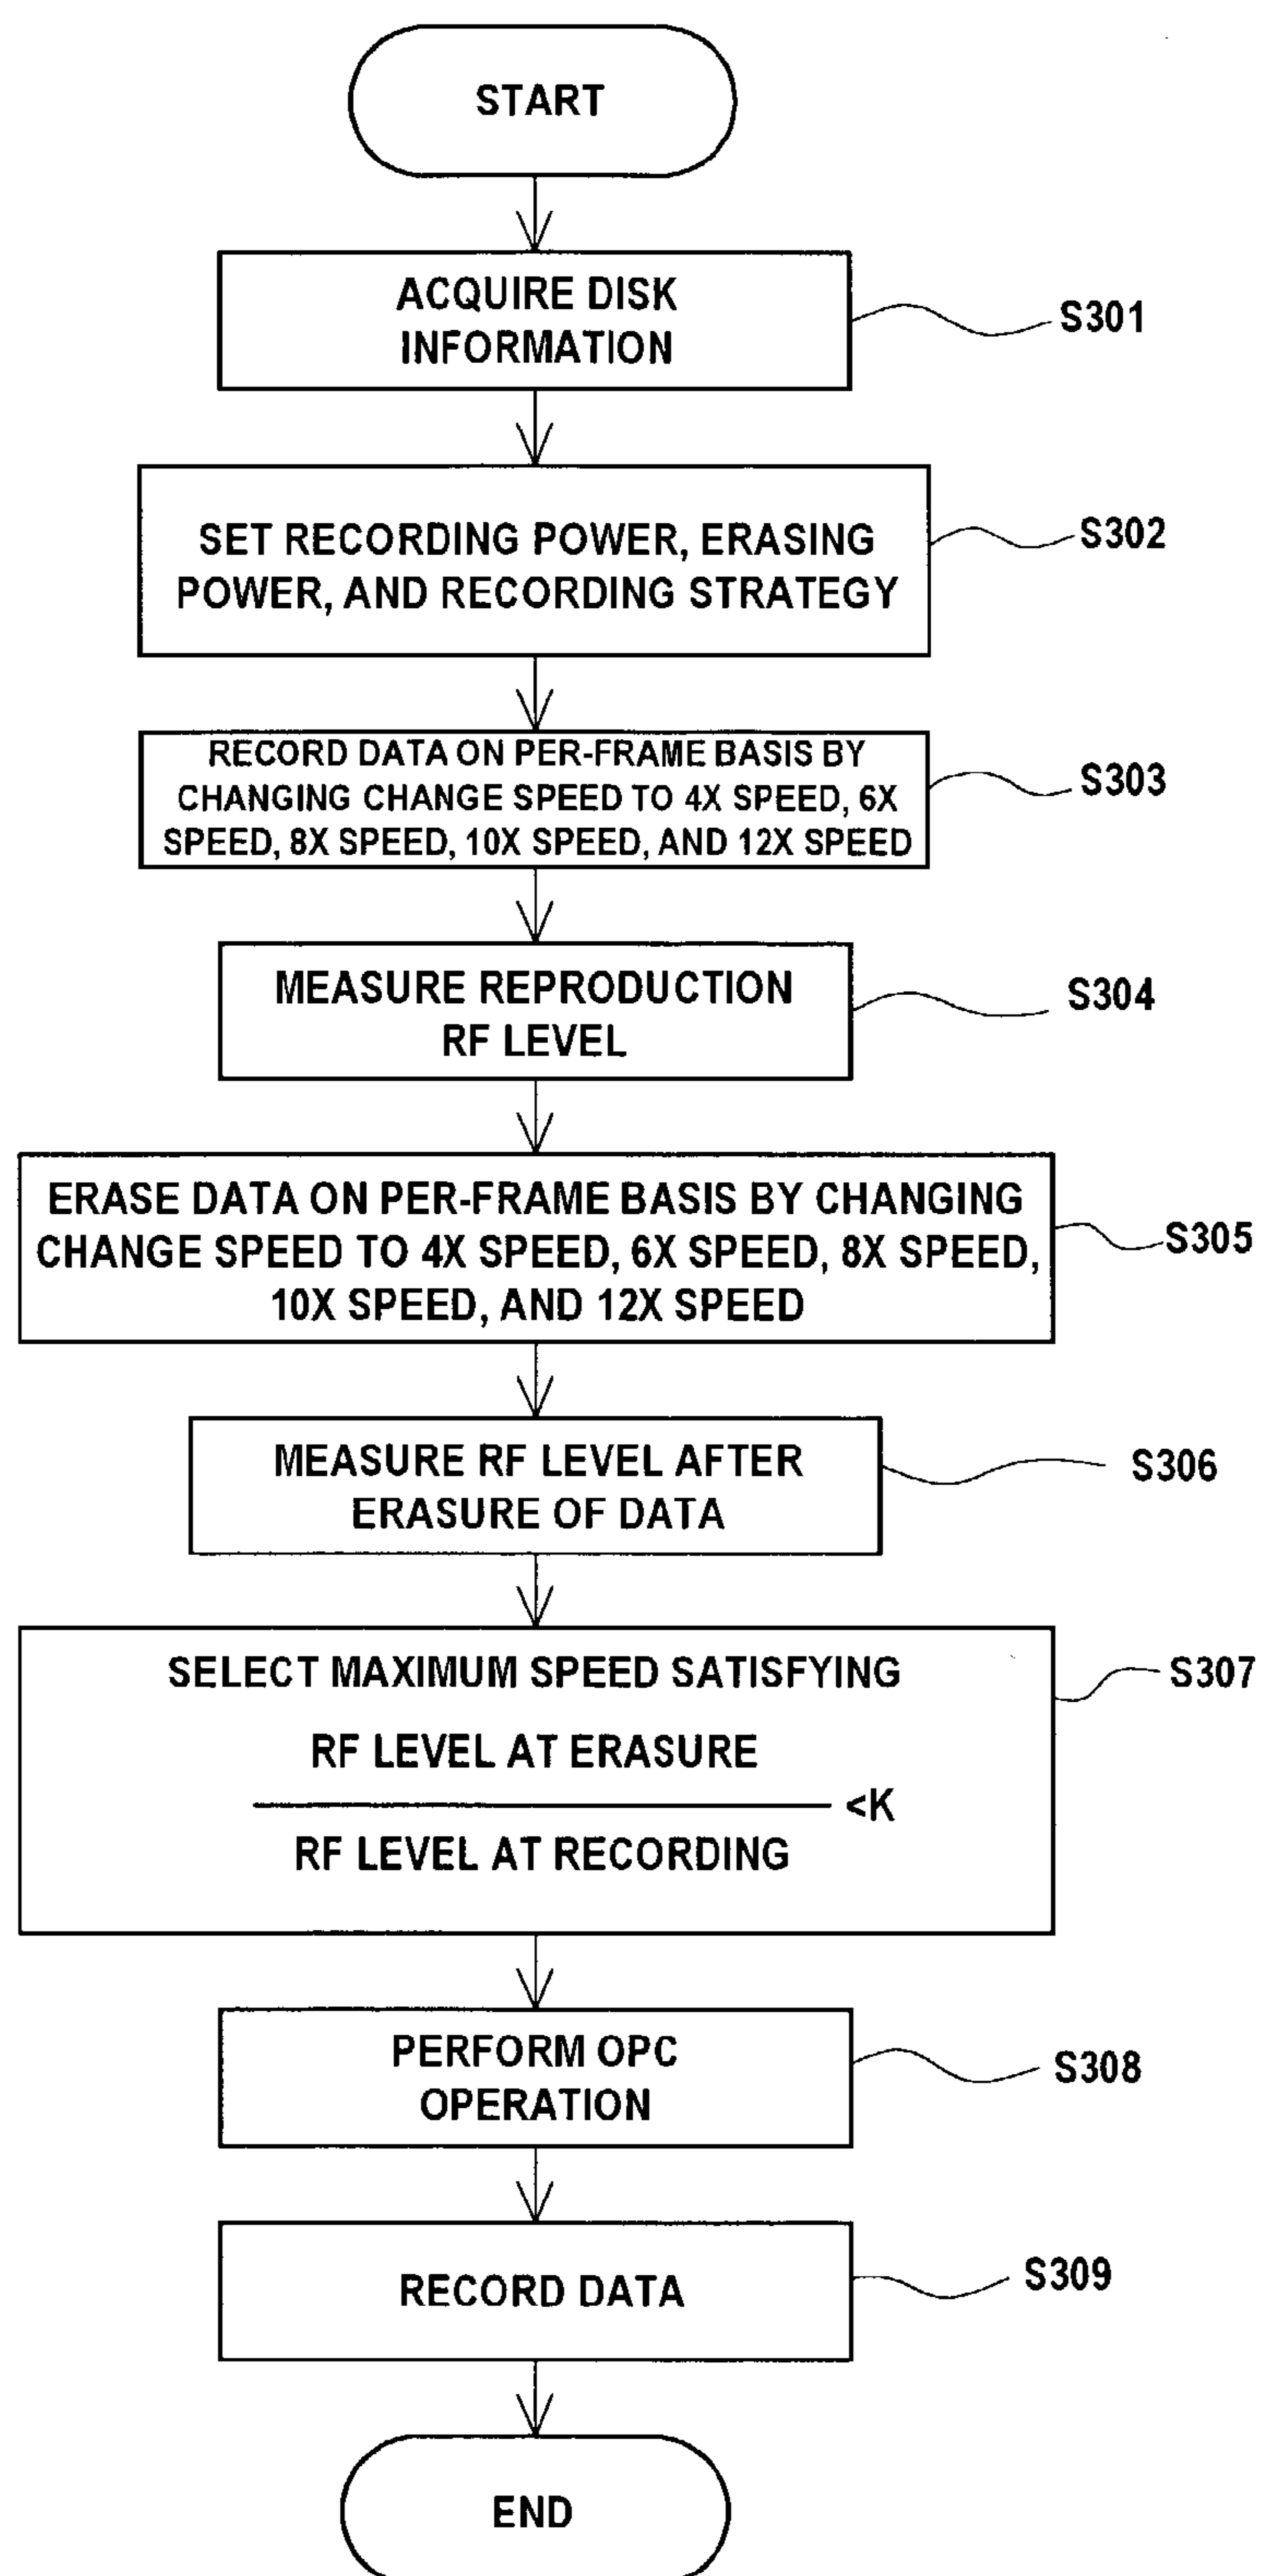 START
ACQUIRE DISK
INFORMATION
S301
SET RECORDING POWER, ERASING
POWER, AND RECORDING STRATEGY
S302
RECORD DATA ON PER-FRAME BASIS BY
CHANGING CHANGE SPEED TO 4X SPEED, 6X
SPEED, 8X SPEED, 10X SPEED, AND 12X SPEED
S303
MEASURE REPRODUCTION
RF LEVEL
S304
ERASE DATA ON PER-FRAME BASIS BY CHANGING
CHANGE SPEED TO 4X SPEED, 6X SPEED, 8X SPEED,
10X SPEED, AND 12X SPEED
S305
MEASURE RF LEVEL AFTER
ERASURE OF DATA
S306
SELECT MAXIMUM SPEED SATISFYING
RF LEVEL AT ERASURE
<K
RF LEVEL AT RECORDING
S307
PERFORM OPC
OPERATION
S308
RECORD DATA
S309
END